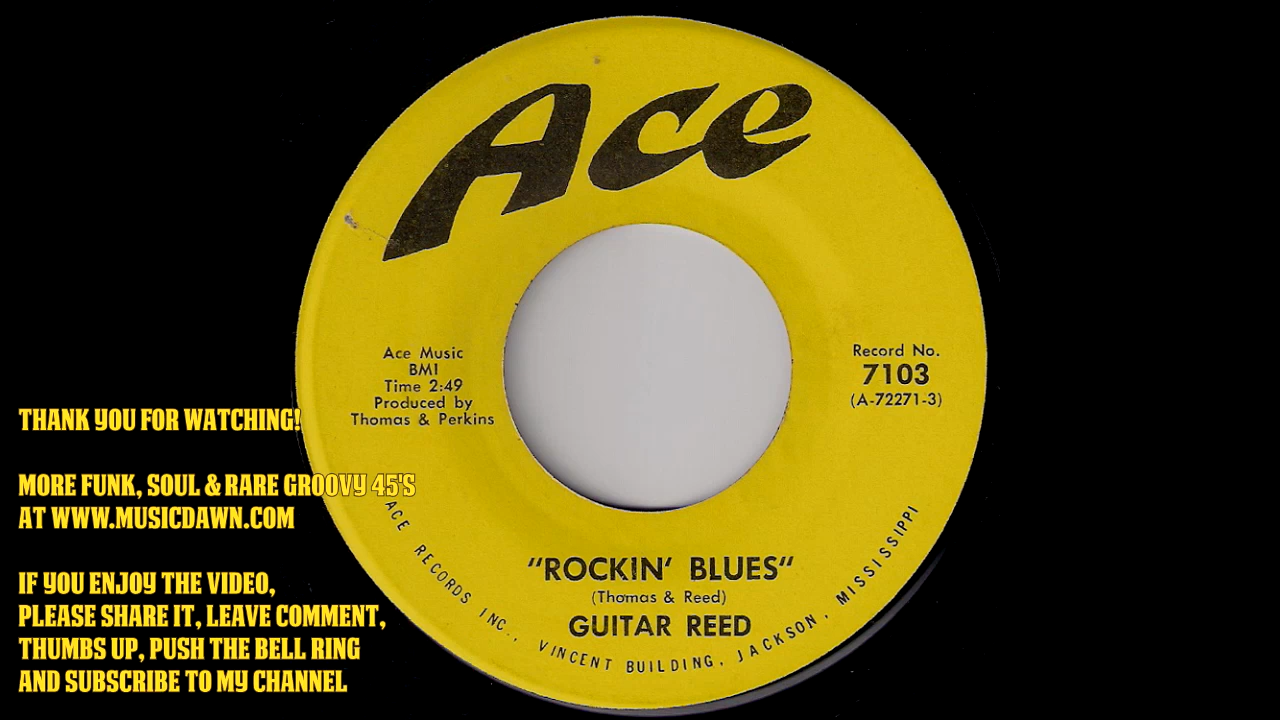 Ace
Ace Music
BMI
Time 2:49
Produced by
Thomas & Perkins
Record No.
7103
(A-72271-3)
"ROCKIN' BLUES"
(Thomas & Reed)
GUITAR REED
ACE RECORDS INC., VINCENT BUILDING, JACKSON, MISSISSIPPI
THANK YOU FOR WATCHING!
MORE FUNK, SOUL & RARE GROOVY 45'S
AT WWW.MUSICDAWN.COM
IF YOU ENJOY THE VIDEO,
PLEASE SHARE IT, LEAVE COMMENT,
THUMBS UP, PUSH THE BELL RING
AND SUBSCRIBE TO MY CHANNEL